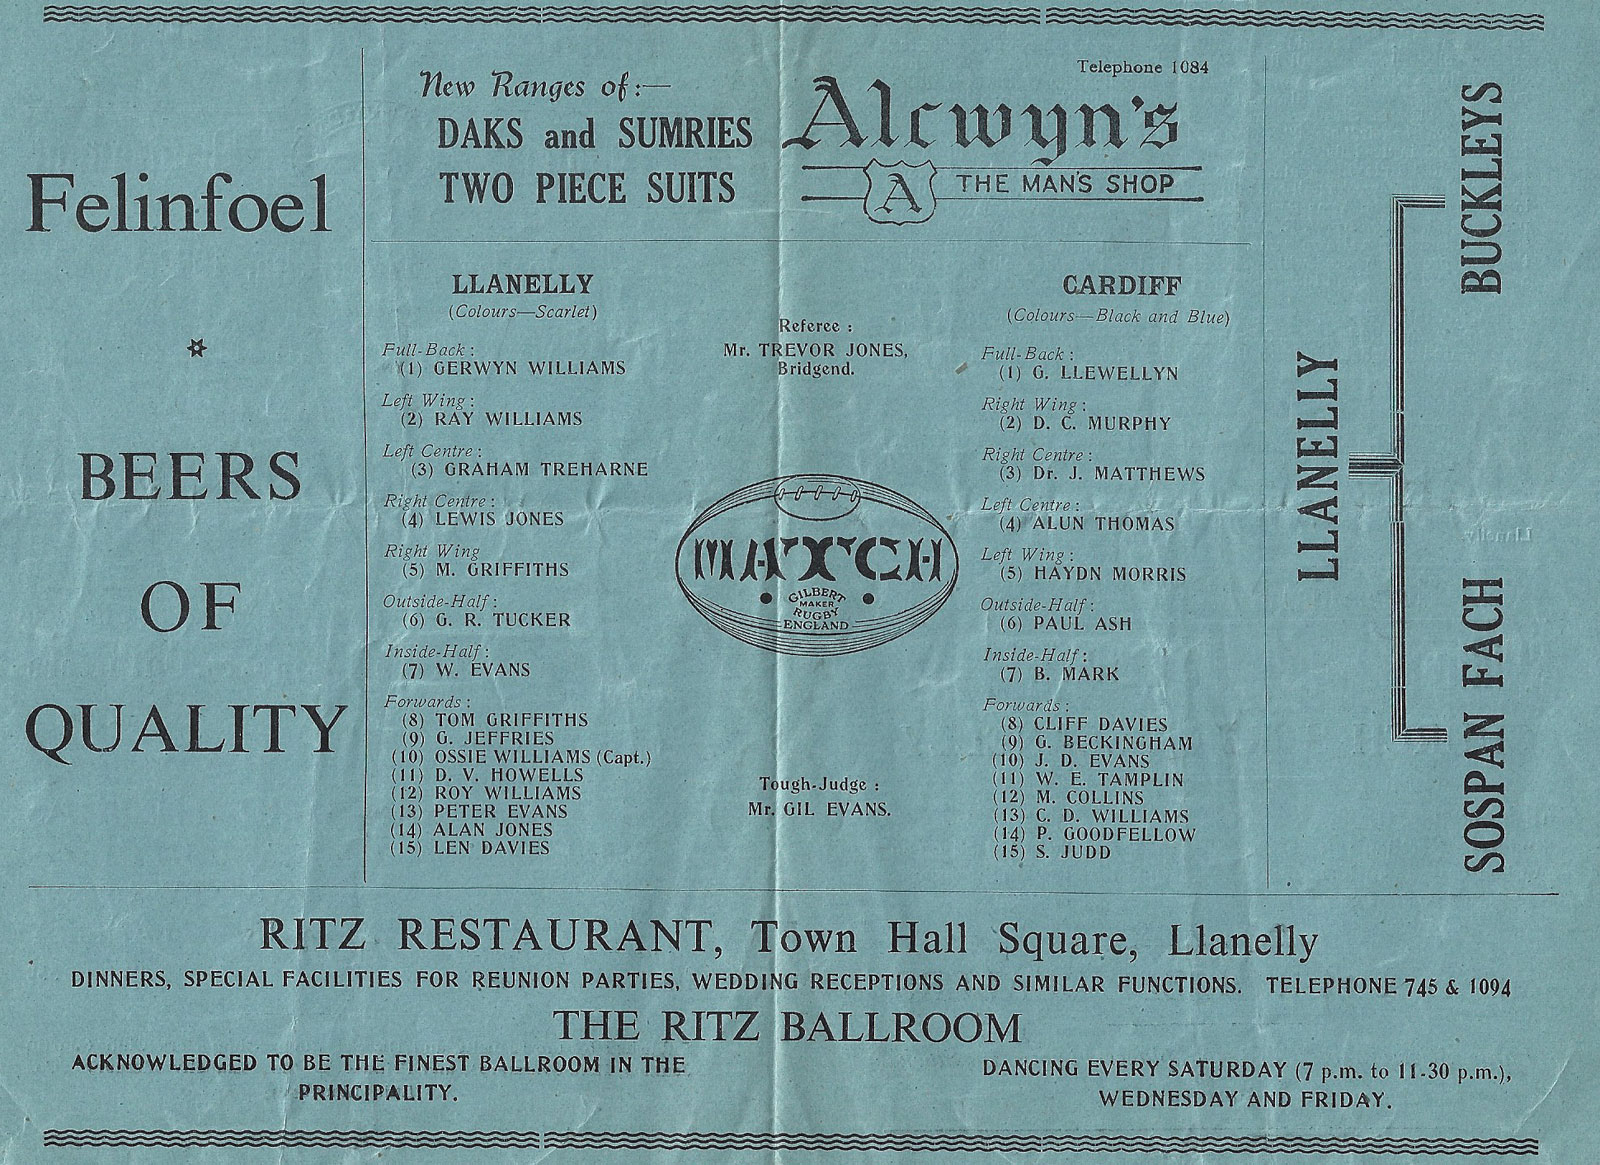 Felinfoel
BEERS
OF
QUALITY
New Ranges of:—
DAKS and SUMRIES
TWO PIECE SUITS
Telephone 1084
Alcwyn's
A
THE MAN'S SHOP
LLANELLY
(Colours—Scarlet)
Full-Back :
(1) GERWYN WILLIAMS
Left Wing :
(2) RAY WILLIAMS
Left Centre :
(3) GRAHAM TREHARNE
Right Centre :
(4) LEWIS JONES
Right Wing
(5) M. GRIFFITHS
Outside-Half :
(6) G. R. TUCKER
Inside-Half :
(7) W. EVANS
Forwards :
(8) TOM GRIFFITHS
(9) G. JEFFRIES
(10) OSSIE WILLIAMS (Capt.)
(11) D. V. HOWELLS
(12) ROY WILLIAMS
(13) PETER EVANS
(14) ALAN JONES
(15) LEN DAVIES
Referee :
Mr. TREVOR JONES,
Bridgend.
MATCH
GILBERT
MAKER
RUGBY
ENGLAND
Tough-Judge :
Mr. GIL EVANS.
CARDIFF
(Colours—Black and Blue)
Full-Back :
(1) G. LLEWELLYN
Right Wing :
(2) D. C. MURPHY
Right Centre :
(3) Dr. J. MATTHEWS
Left Centre :
(4) ALUN THOMAS
Left Wing :
(5) HAYDN MORRIS
Outside-Half :
(6) PAUL ASH
Inside-Half :
(7) B. MARK
Forwards :
(8) CLIFF DAVIES
(9) G. BECKINGHAM
(10) J. D. EVANS
(11) W. E. TAMPLIN
(12) M. COLLINS
(13) C. D. WILLIAMS
(14) P. GOODFELLOW
(15) S. JUDD
LLANELLY
BUCKLEYS
SOSPAN FACH
RITZ RESTAURANT, Town Hall Square, Llanelly
DINNERS, SPECIAL FACILITIES FOR REUNION PARTIES, WEDDING RECEPTIONS AND SIMILAR FUNCTIONS. TELEPHONE 745 & 1094
THE RITZ BALLROOM
ACKNOWLEDGED TO BE THE FINEST BALLROOM IN THE
PRINCIPALITY.
DANCING EVERY SATURDAY (7 p.m. to 11-30 p.m.),
WEDNESDAY AND FRIDAY.